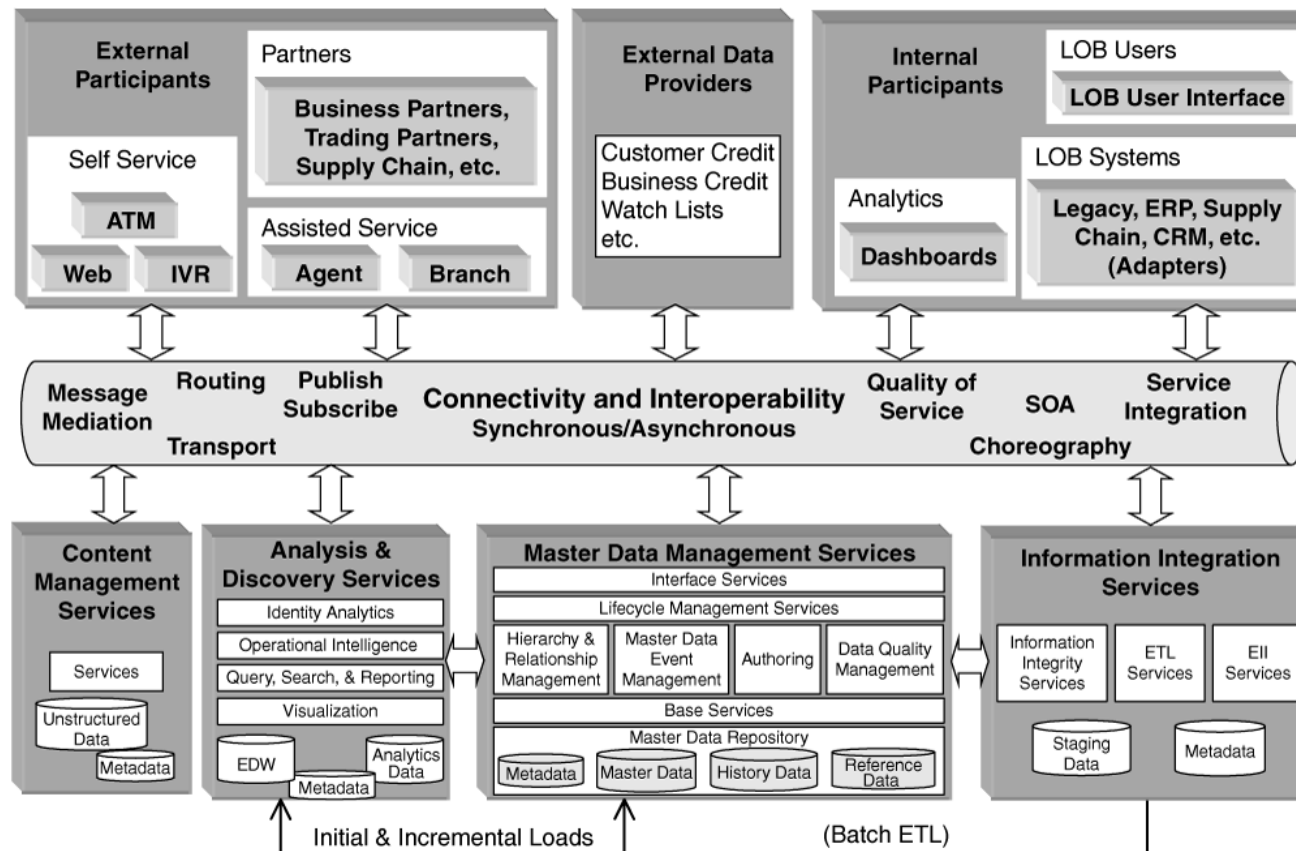 External
Participants
Partners
Business Partners,
Trading Partners,
Supply Chain, etc.
Self Service
ATM
Web
IVR
Assisted Service
Agent
Branch
External Data
Providers
Customer Credit
Business Credit
Watch Lists
etc.
Internal
Participants
LOB Users
LOB User Interface
Analytics
Dashboards
LOB Systems
Legacy, ERP, Supply
Chain, CRM, etc.
(Adapters)
Message
Mediation
Routing
Transport
Publish
Subscribe
Connectivity and Interoperability
Synchronous/Asynchronous
Quality of
Service
SOA
Choreography
Service
Integration
Content
Management
Services
Services
Unstructured
Data
Metadata
Analysis &
Discovery Services
Identity Analytics
Operational Intelligence
Query, Search, & Reporting
Visualization
EDW
Metadata
Analytics
Data
Master Data Management Services
Interface Services
Lifecycle Management Services
Hierarchy &
Relationship
Management
Master Data
Event
Management
Authoring
Data Quality
Management
Base Services
Master Data Repository
Metadata
Master Data
History Data
Reference
Data
Information Integration
Services
Information
Integrity
Services
ETL
Services
EII
Services
Staging
Data
Metadata
Initial & Incremental Loads
(Batch ETL)